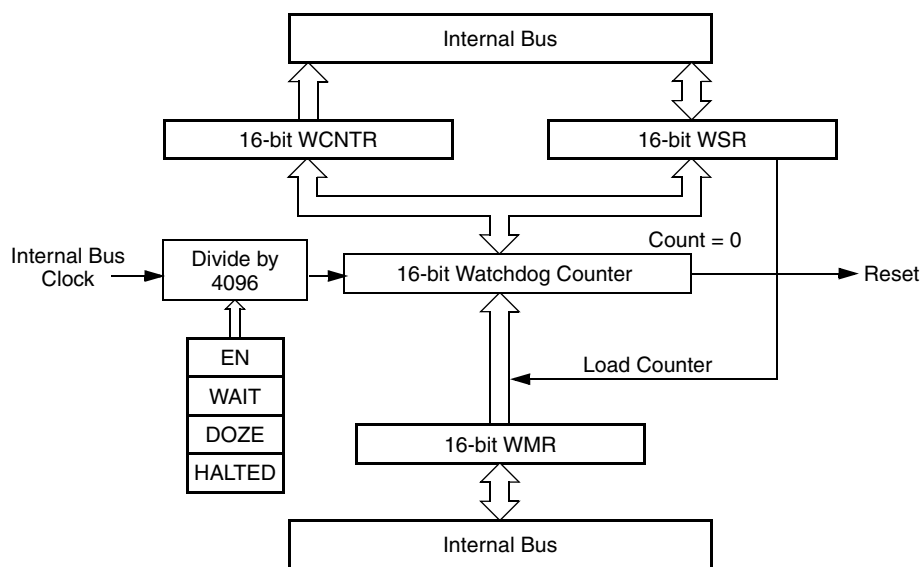 Internal Bus
16-bit WCNTR
16-bit WSR
Internal Bus
Clock
Divide by
4096
16-bit Watchdog Counter
Count = 0
Reset
EN
WAIT
DOZE
HALTED
Load Counter
16-bit WMR
Internal Bus